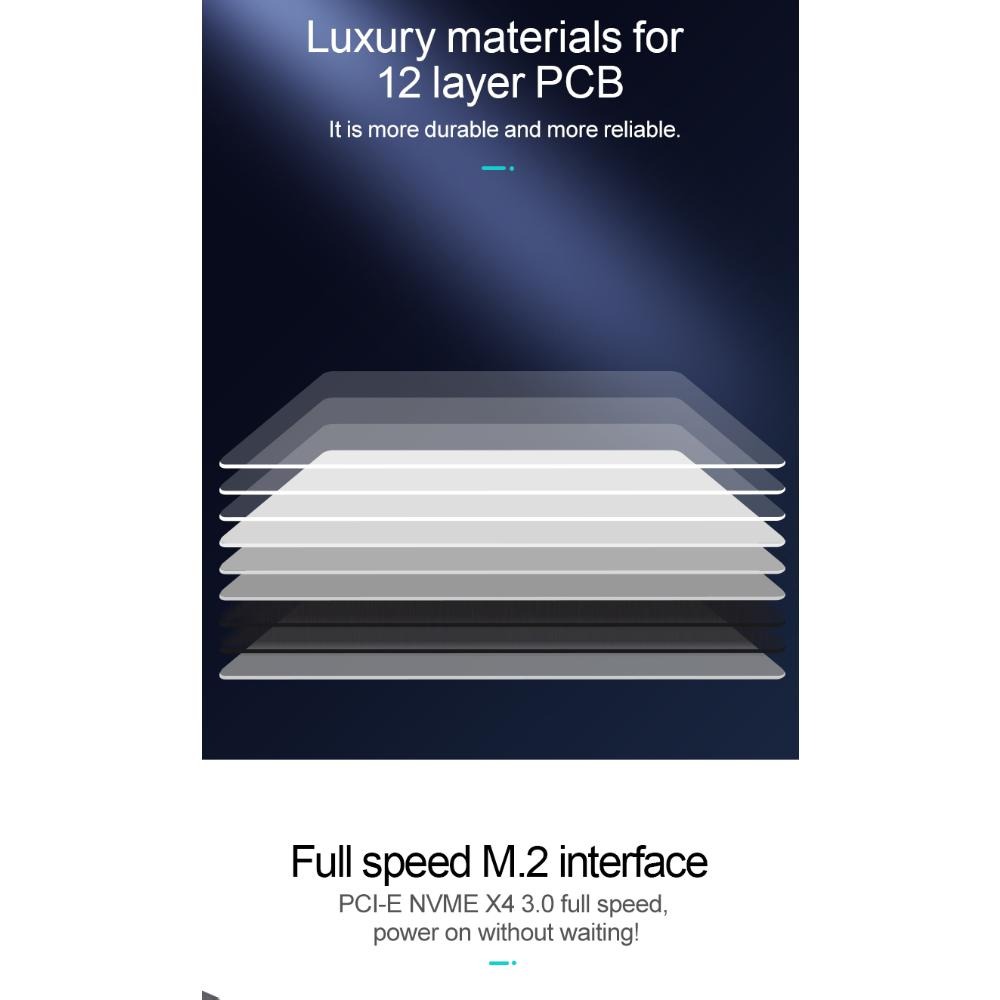 Luxury materials for
12 layer PCB
It is more durable and more reliable.
Full speed M.2 interface
PCI-E NVME X4 3.0 full speed,
power on without waiting!